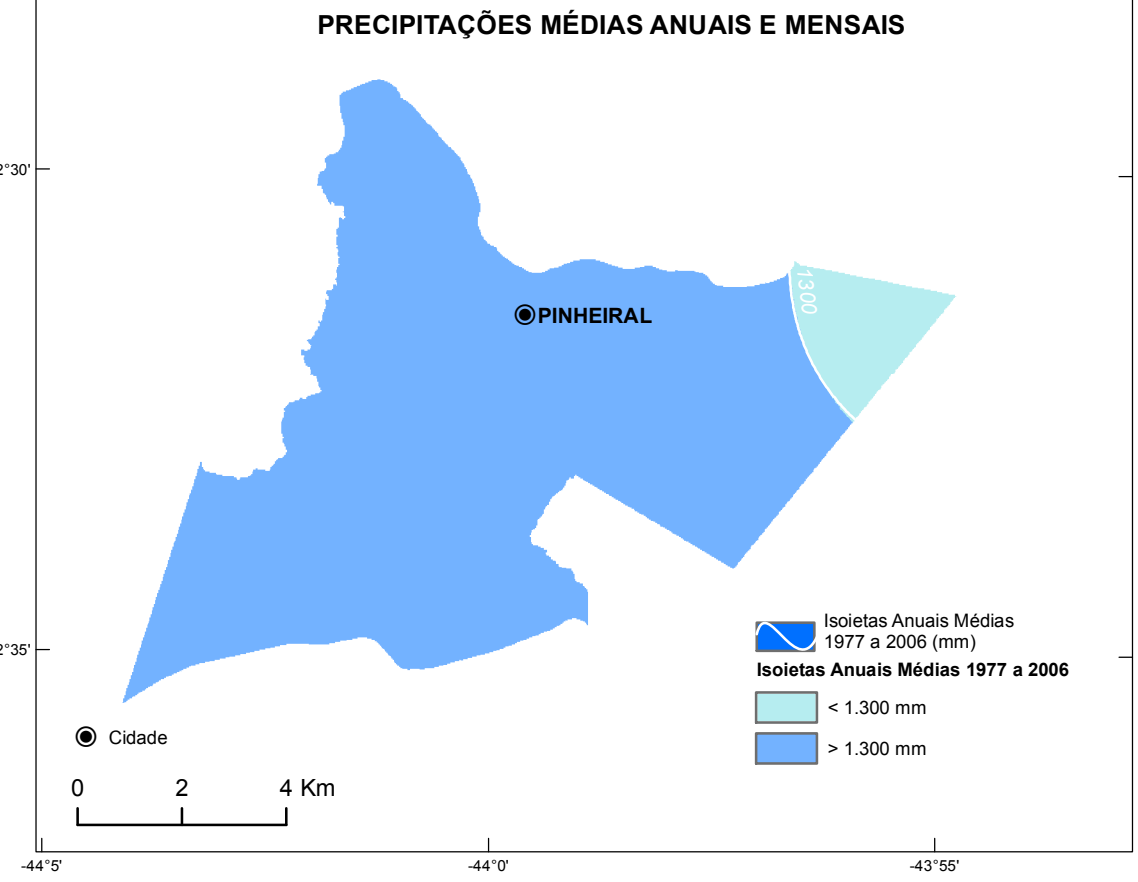 PRECIPITAÇÕES MÉDIAS ANUAIS E MENSAIS
2°30'
1300
PINHEIRAL
Isoietas Anuais Médias
1977 a 2006 (mm)
2°35'
Isoietas Anuais Médias 1977 a 2006
< 1.300 mm
Cidade
> 1.300 mm
0 2 4 Km
-44°5' -44°0' -43°55'